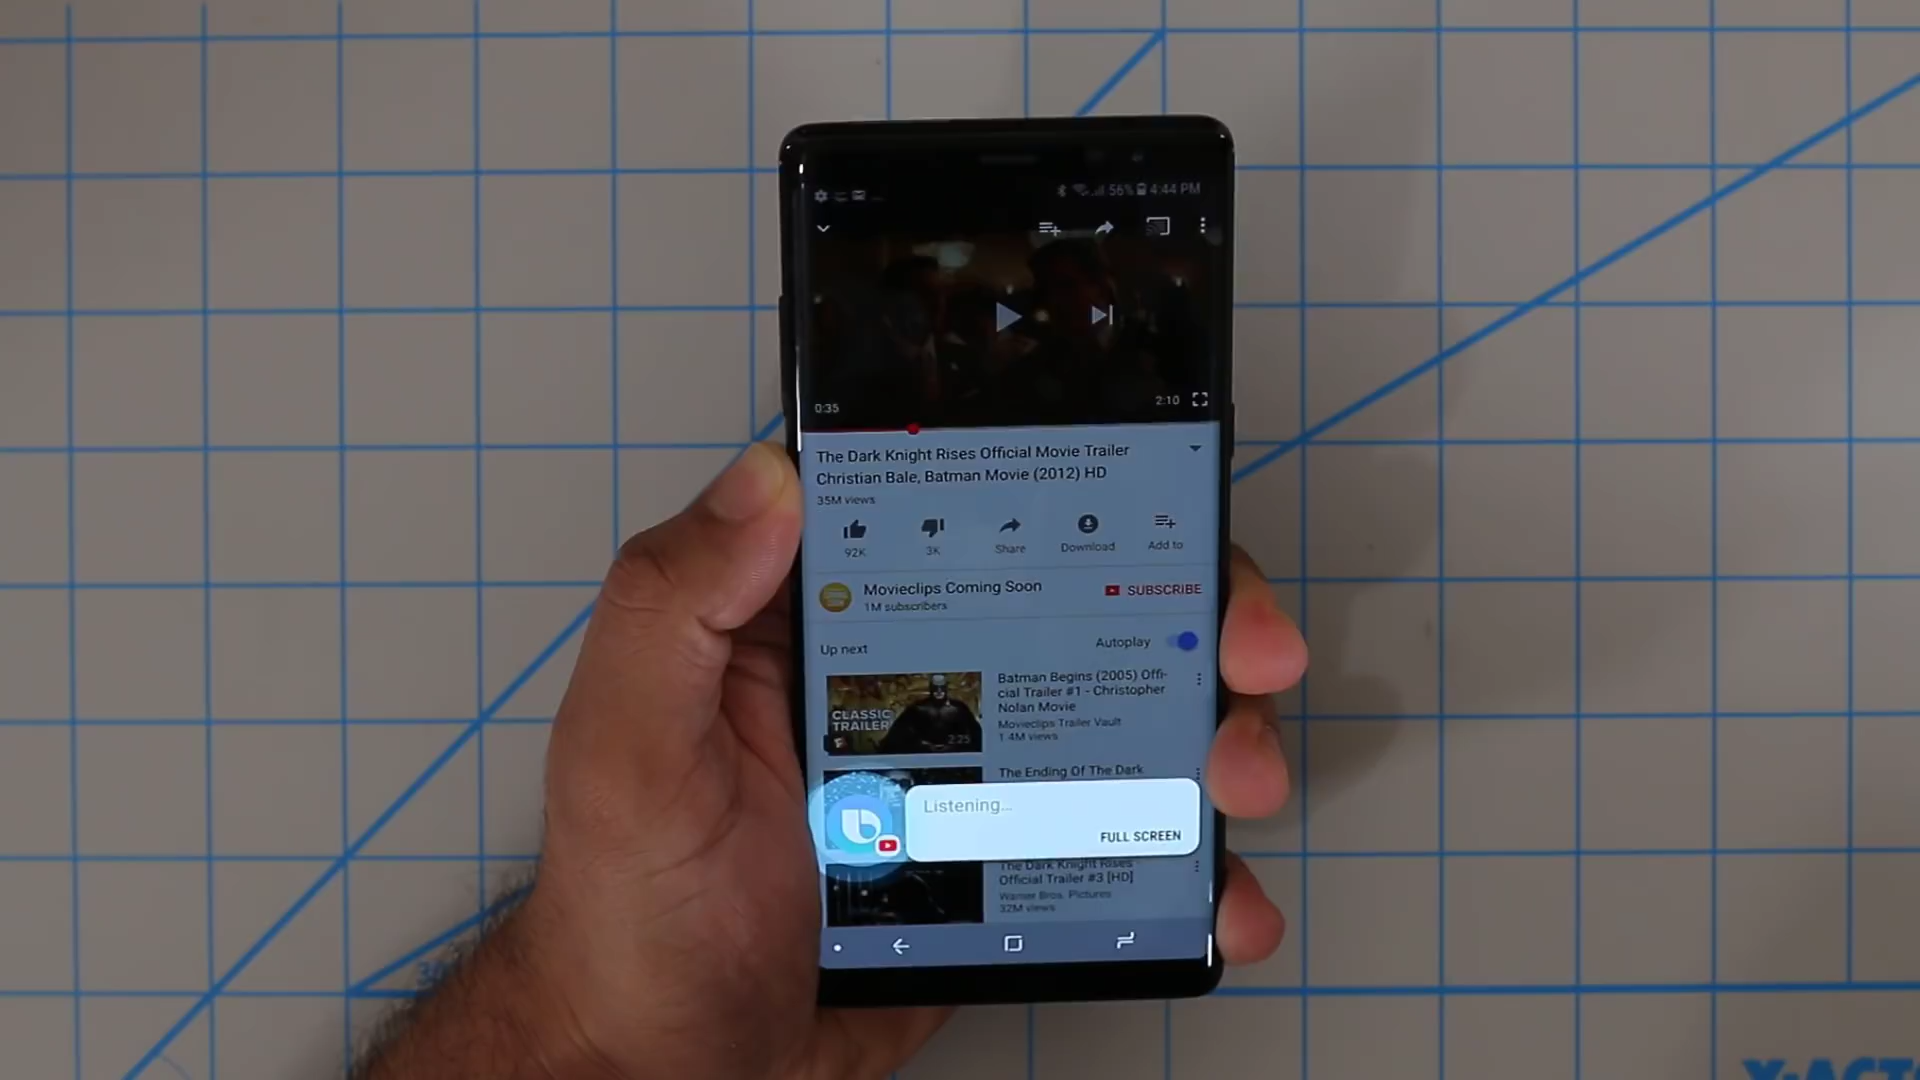 56% 4:44 PM
0:35
2:10
The Dark Knight Rises Official Movie Trailer
Christian Bale, Batman Movie (2012) HD
35M views
92K
3K
Share
Download
Add to
Movieclips Coming Soon
1M subscribers
SUBSCRIBE
Up next
Autoplay
CLASSIC
TRAILER
2:25
Batman Begins (2005) Offi-
cial Trailer #1 - Christopher
Nolan Movie
Movieclips Trailer Vault
1.4M views
The Ending Of The Dark
Listening...
FULL SCREEN
The Dark Knight Rises
Official Trailer #3 [HD]
Warner Bros. Pictures
32M views
X-ACT